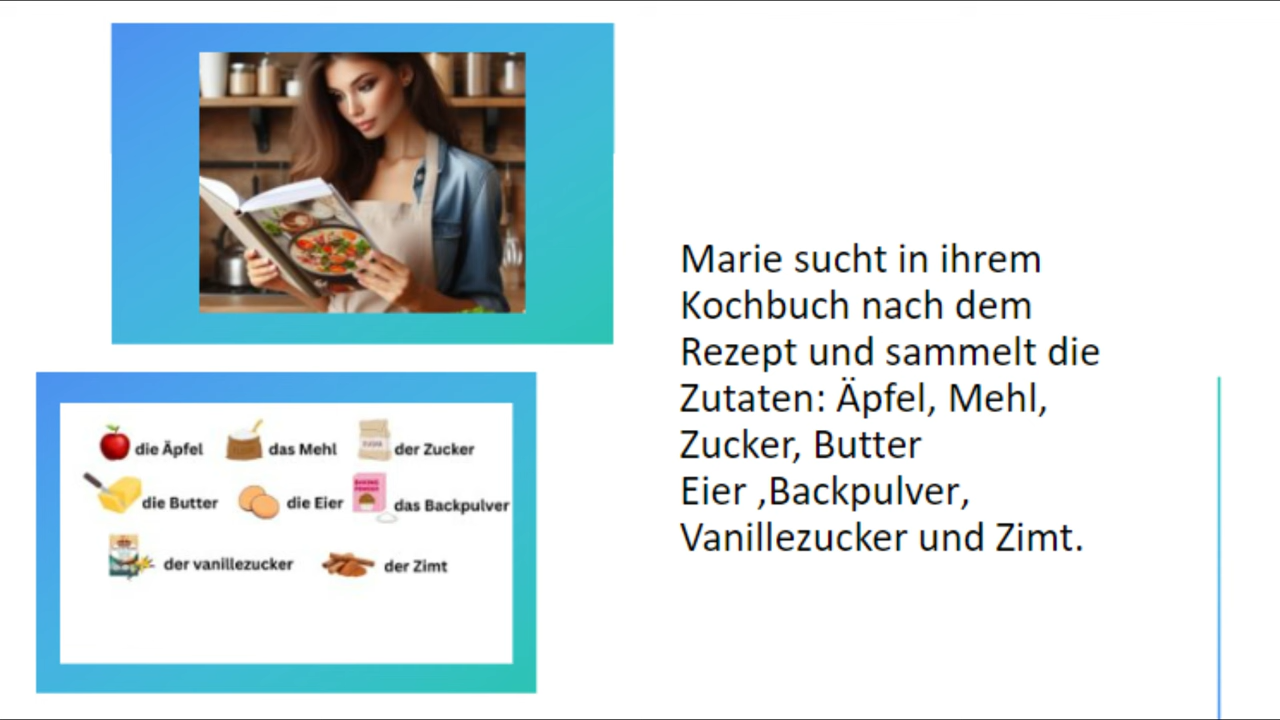 die Äpfel das Mehl der Zucker
die Butter die Eier das Backpulver
der vanillezucker der Zimt
Marie sucht in ihrem
Kochbuch nach dem
Rezept und sammelt die
Zutaten: Äpfel, Mehl,
Zucker, Butter
Eier ,Backpulver,
Vanillezucker und Zimt.